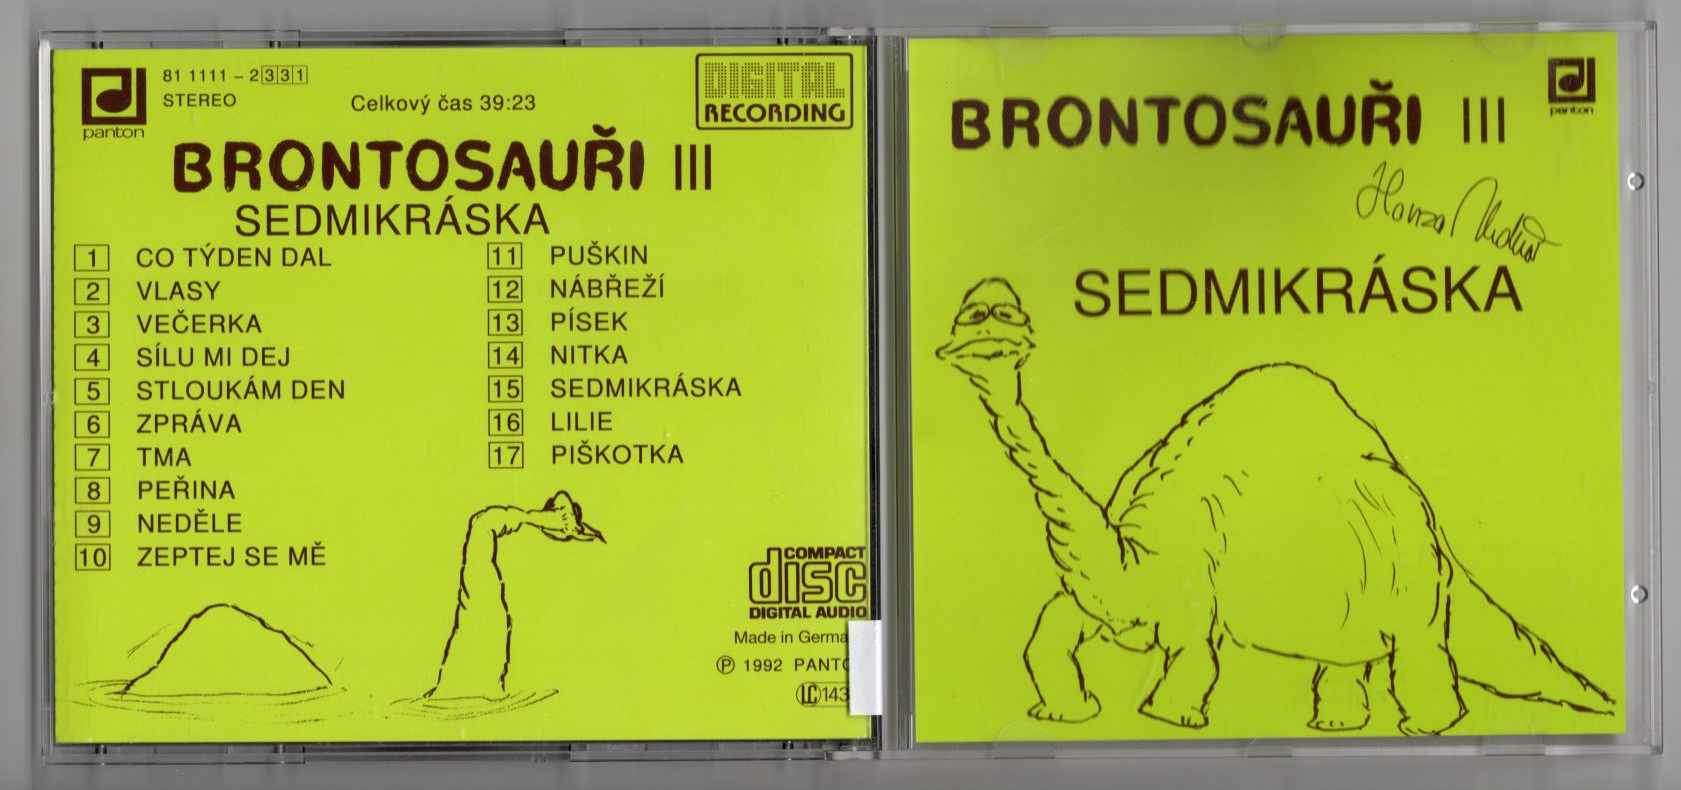 panton
81 1111 – 2331
STEREO
Celkový čas 39:23
DIGITAL
RECORDING
BRONTOSAUŘI III
SEDMIKRÁSKA
1 CO TÝDEN DAL
2 VLASY
3 VEČERKA
4 SÍLU MI DEJ
5 STLOUKÁM DEN
6 ZPRÁVA
7 TMA
8 PEŘINA
9 NEDĚLE
10 ZEPTEJ SE MĚ
11 PUŠKIN
12 NÁBŘEŽÍ
13 PÍSEK
14 NITKA
15 SEDMIKRÁSKA
16 LILIE
17 PIŠKOTKA
COMPACT
disc
DIGITAL AUDIO
Made in
℗ 1992
LC
BRONTOSAUŘI III
panton
SEDMIKRÁSKA